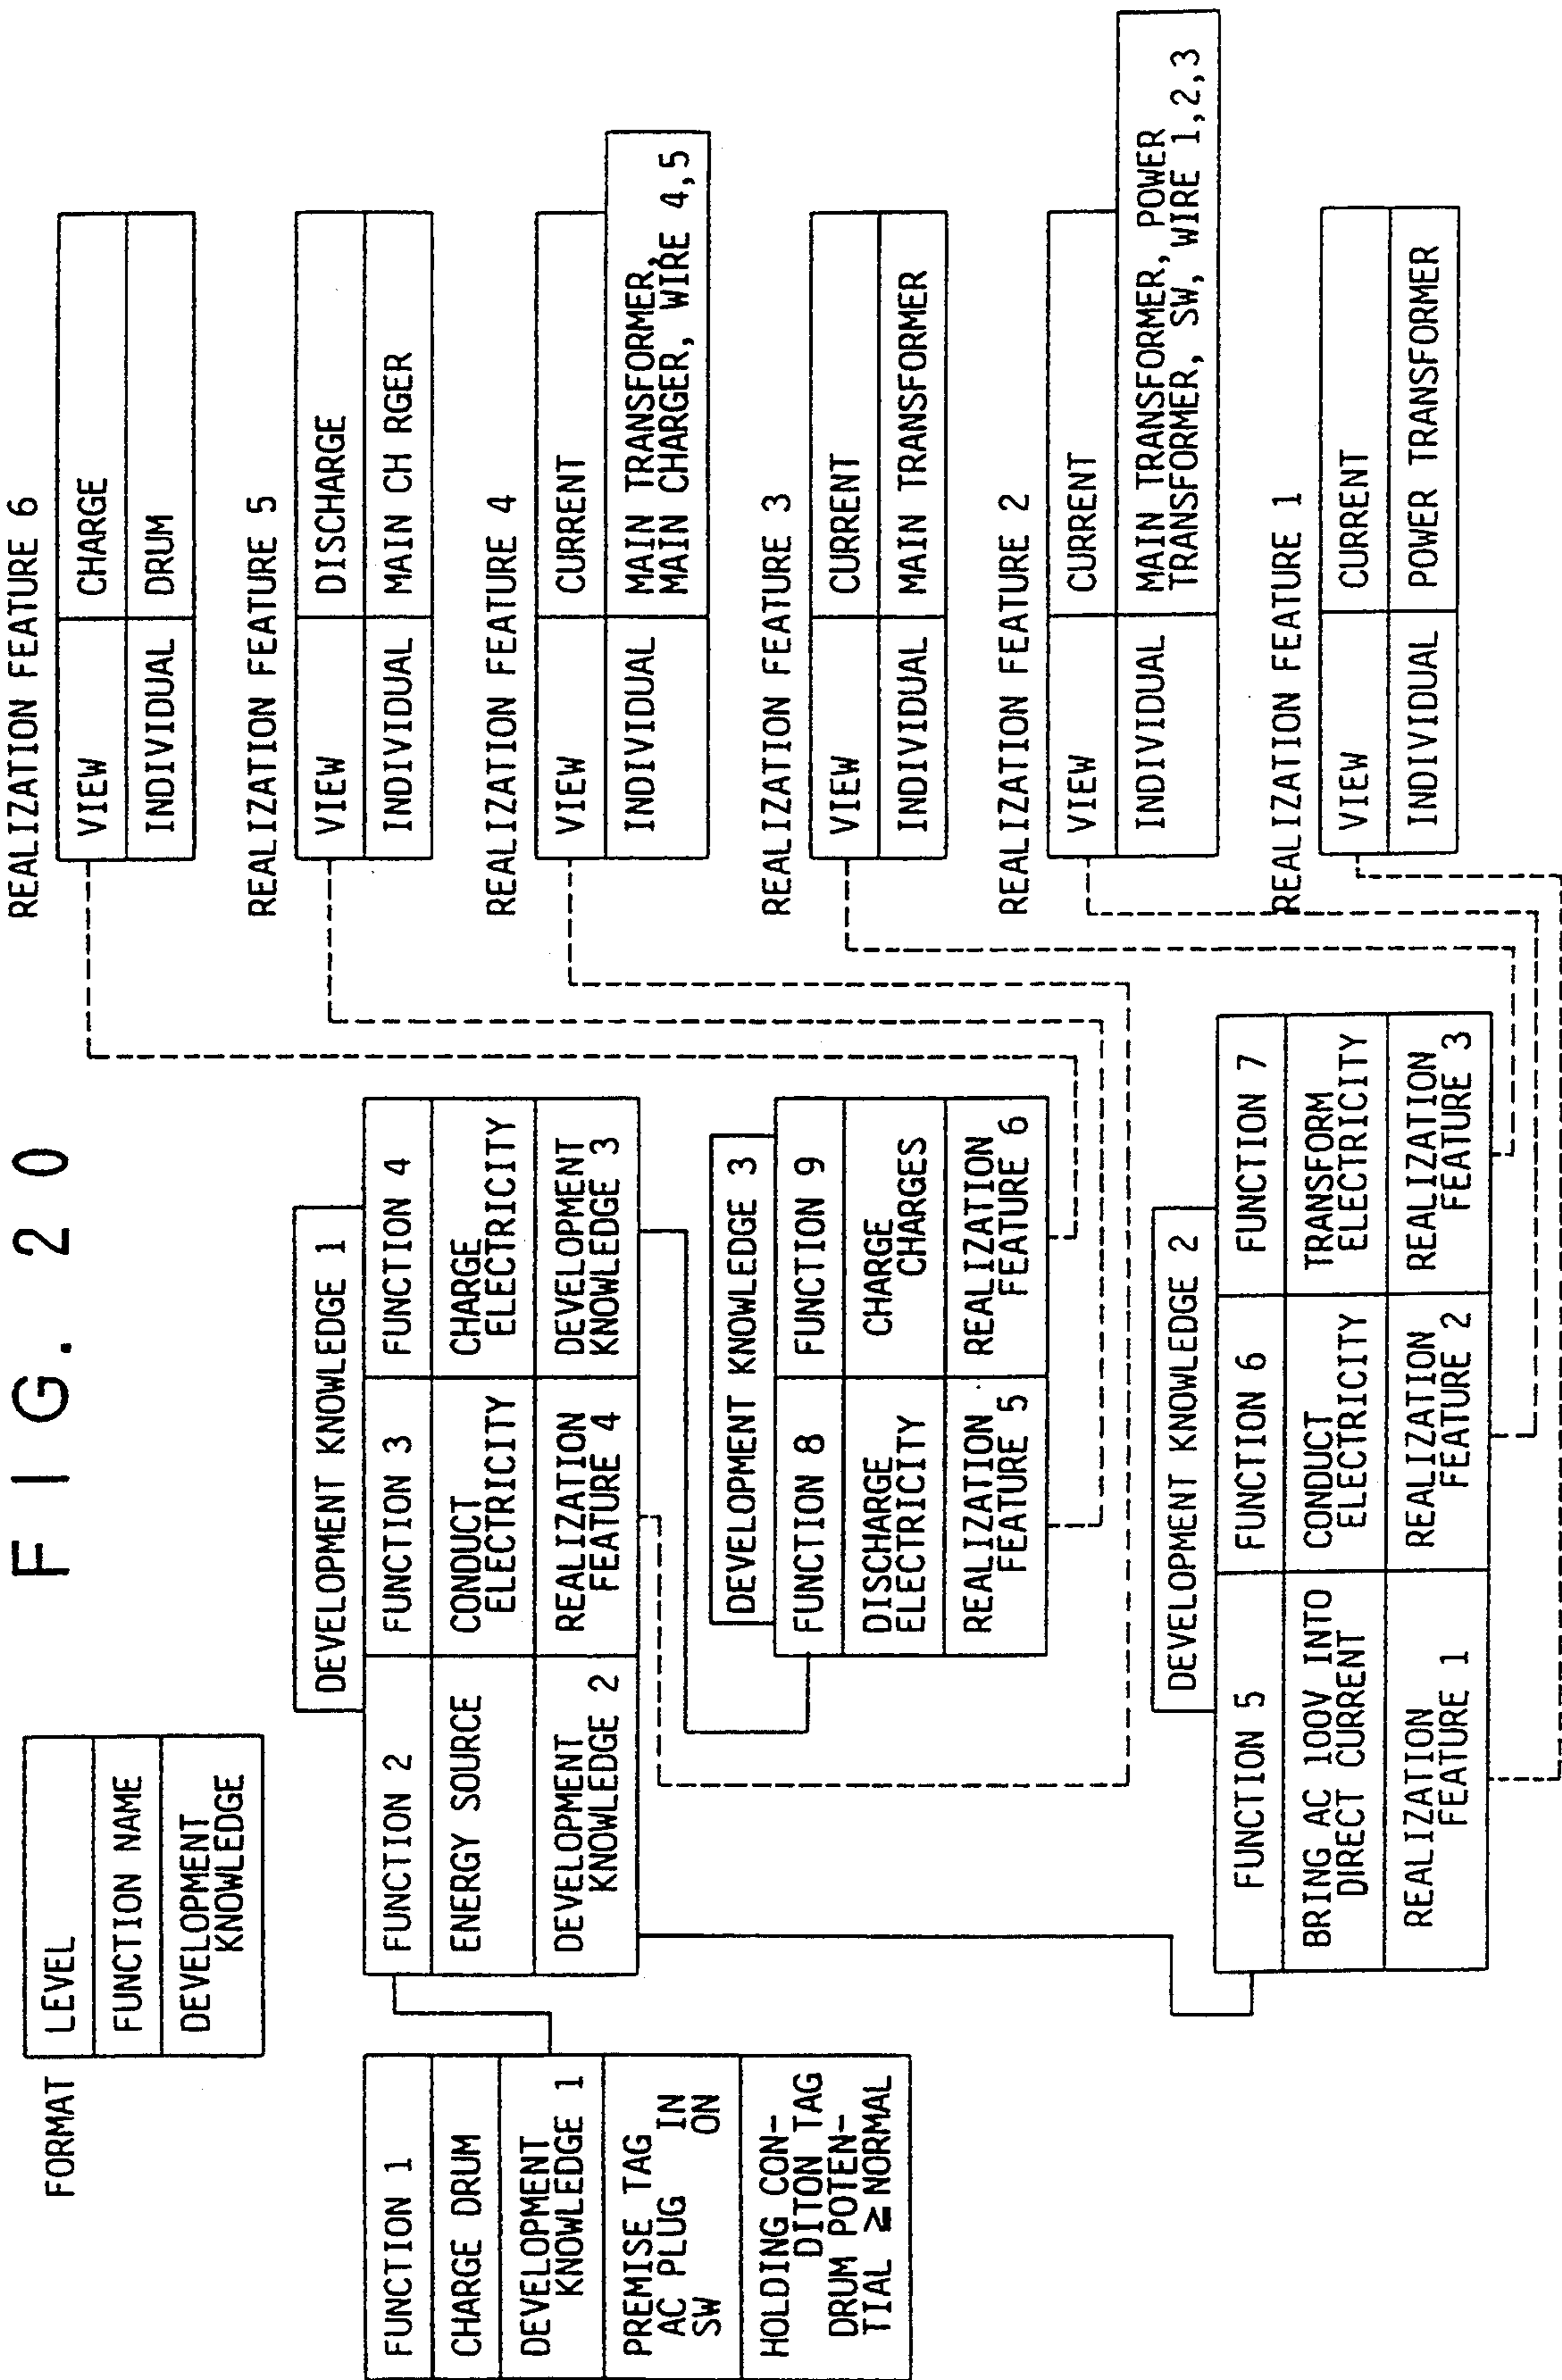 FIG. 20
FORMAT
LEVEL
FUNCTION NAME
DEVELOPMENT
KNOWLEDGE
FUNCTION 1
CHARGE DRUM
DEVELOPMENT
KNOWLEDGE 1
PREMISE TAG
AC PLUG IN
SW ON
HOLDING CON-
DITON TAG
DRUM POTEN-
TIAL ≧ NORMAL
DEVELOPMENT KNOWLEDGE 1
FUNCTION 2
ENERGY SOURCE
DEVELOPMENT
KNOWLEDGE 2
FUNCTION 3
CONDUCT
ELECTRICITY
REALIZATION
FEATURE 4
FUNCTION 4
CHARGE
ELECTRICITY
DEVELOPMENT
KNOWLEDGE 3
DEVELOPMENT KNOWLEDGE 3
FUNCTION 8
DISCHARGE
ELECTRICITY
REALIZATION
FEATURE 5
FUNCTION 9
CHARGE
CHARGES
REALIZATION
FEATURE 6
DEVELOPMENT KNOWLEDGE 2
FUNCTION 5
BRING AC 100V INTO
DIRECT CURRENT
REALIZATION
FEATURE 1
FUNCTION 6
CONDUCT
ELECTRICITY
REALIZATION
FEATURE 2
FUNCTION 7
TRANSFORM
ELECTRICITY
REALIZATION
FEATURE 3
REALIZATION FEATURE 6
VIEW CHARGE
INDIVIDUAL DRUM
REALIZATION FEATURE 5
VIEW DISCHARGE
INDIVIDUAL MAIN CH RGER
REALIZATION FEATURE 4
VIEW CURRENT
INDIVIDUAL MAIN TRANSFORMER,
MAIN CHARGER, WIRE 4,5
REALIZATION FEATURE 3
VIEW CURRENT
INDIVIDUAL MAIN TRANSFORMER
REALIZATION FEATURE 2
VIEW CURRENT
INDIVIDUAL MAIN TRANSFORMER, POWER
TRANSFORMER, SW, WIRE 1,2,3
REALIZATION FEATURE 1
VIEW CURRENT
INDIVIDUAL POWER TRANSFORMER